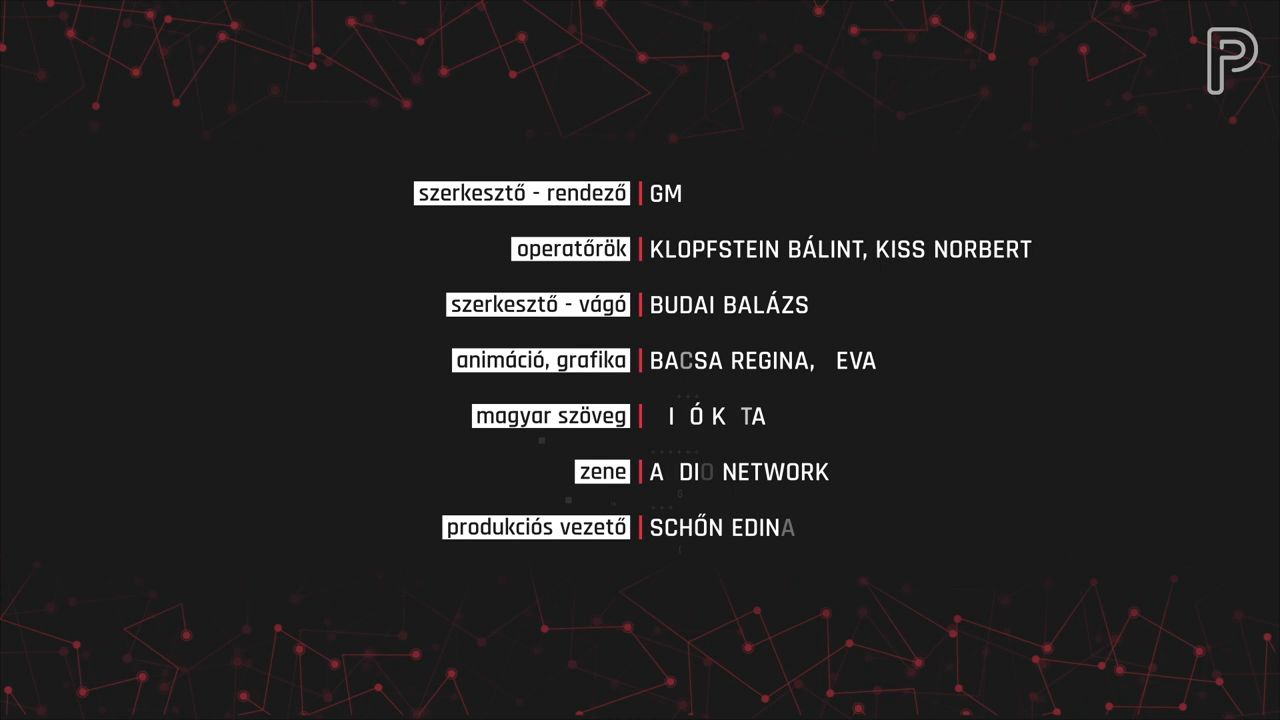 szerkesztő - rendező | GM
operatőrök | KLOPFSTEIN BÁLINT, KISS NORBERT
szerkesztő - vágó | BUDAI BALÁZS
animáció, grafika | BACSA REGINA, EVA
magyar szöveg |
zene | NETWORK
produkciós vezető | SCHŐN EDINA